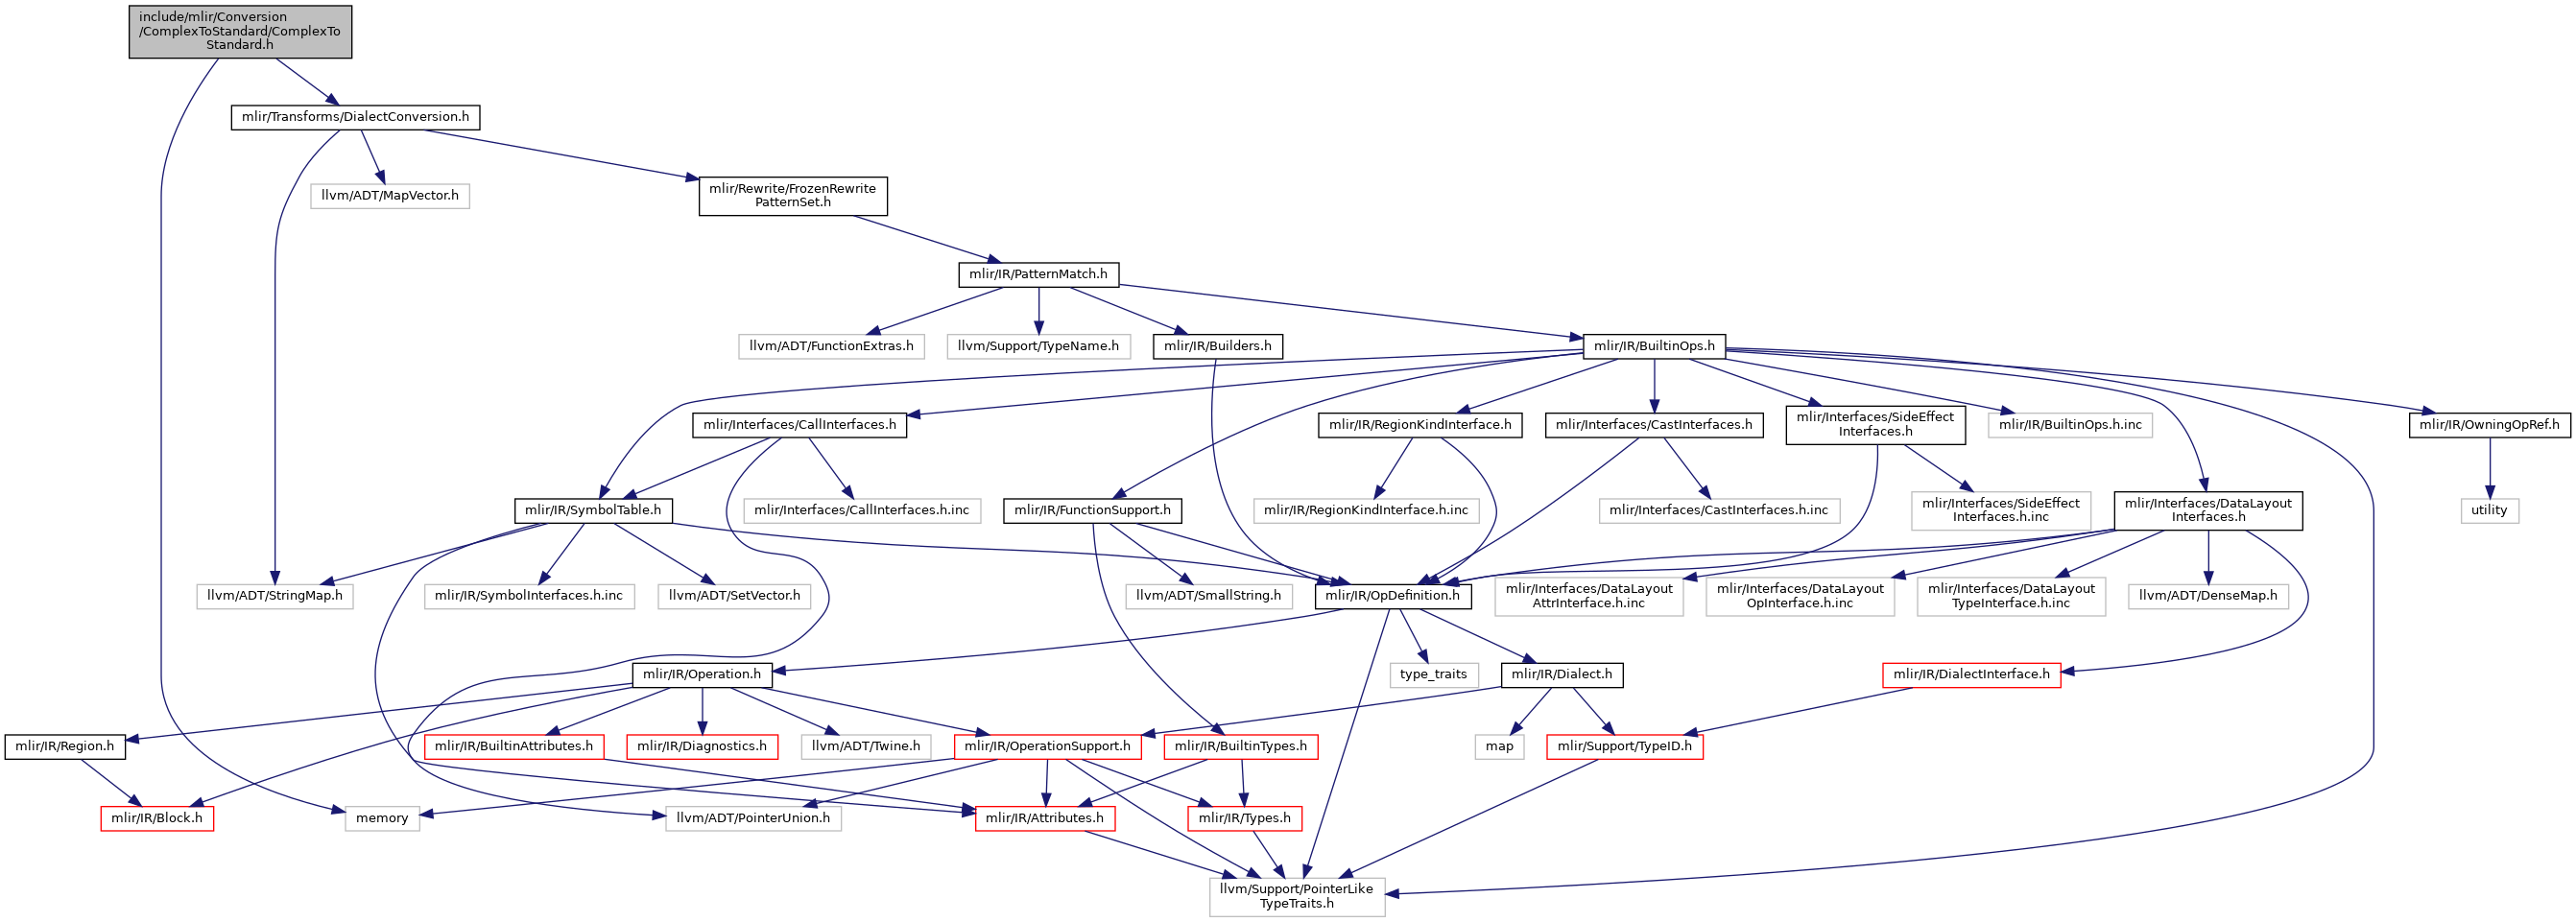 include/mlir/Conversion
/ComplexToStandard/ComplexTo
Standard.h
mlir/Transforms/DialectConversion.h
llvm/ADT/MapVector.h
mlir/Rewrite/FrozenRewrite
PatternSet.h
mlir/IR/PatternMatch.h
llvm/ADT/FunctionExtras.h
llvm/Support/TypeName.h
mlir/IR/Builders.h
mlir/IR/BuiltinOps.h
mlir/Interfaces/CallInterfaces.h
mlir/IR/RegionKindInterface.h
mlir/Interfaces/CastInterfaces.h
mlir/Interfaces/SideEffect
Interfaces.h
mlir/IR/BuiltinOps.h.inc
mlir/IR/OwningOpRef.h
mlir/IR/SymbolTable.h
mlir/Interfaces/CallInterfaces.h.inc
mlir/IR/FunctionSupport.h
mlir/IR/RegionKindInterface.h.inc
mlir/Interfaces/CastInterfaces.h.inc
mlir/Interfaces/SideEffect
Interfaces.h.inc
mlir/Interfaces/DataLayout
Interfaces.h
utility
llvm/ADT/StringMap.h
mlir/IR/SymbolInterfaces.h.inc
llvm/ADT/SetVector.h
llvm/ADT/SmallString.h
mlir/IR/OpDefinition.h
mlir/Interfaces/DataLayout
AttrInterface.h.inc
mlir/Interfaces/DataLayout
OpInterface.h.inc
mlir/Interfaces/DataLayout
TypeInterface.h.inc
llvm/ADT/DenseMap.h
mlir/IR/Operation.h
type_traits
mlir/IR/Dialect.h
mlir/IR/DialectInterface.h
mlir/IR/Region.h
mlir/IR/BuiltinAttributes.h
mlir/IR/Diagnostics.h
llvm/ADT/Twine.h
mlir/IR/OperationSupport.h
mlir/IR/BuiltinTypes.h
map
mlir/Support/TypeID.h
mlir/IR/Block.h
memory
llvm/ADT/PointerUnion.h
mlir/IR/Attributes.h
mlir/IR/Types.h
llvm/Support/PointerLike
TypeTraits.h